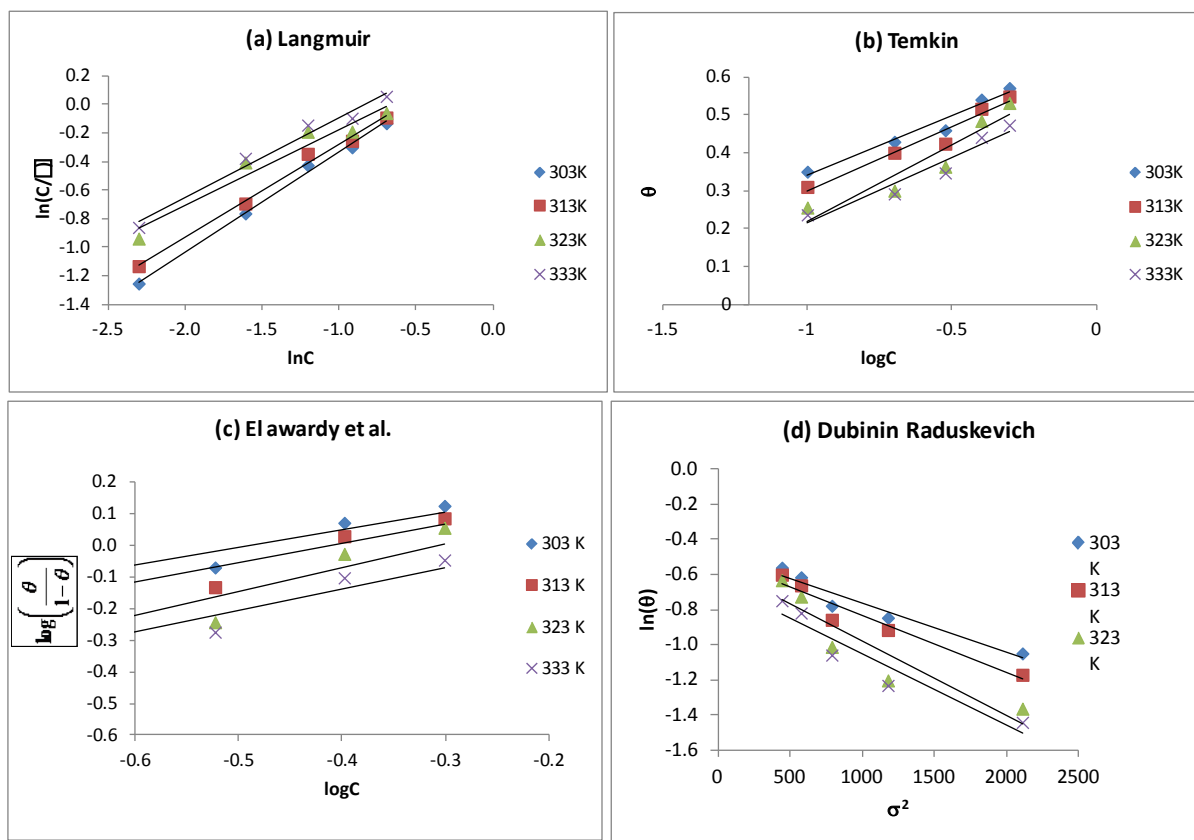 (a) Langmuir
0.2
0.0
-0.2
-0.4
-0.6
-0.8
-1.0
-1.2
-1.4
-2.5 -2.0 -1.5 -1.0 -0.5 0.0
ln(C/□)
lnC
303K
313K
323K
333K
(b) Temkin
0.6
0.5
0.4
0.3
0.2
0.1
0
-1.5 -1 -0.5 0
θ
logC
303K
313K
323K
333K
(c) El awardy et al.
0.2
0.1
0.0
-0.1
-0.2
-0.3
-0.4
-0.5
-0.6
-0.6 -0.5 -0.4 -0.3 -0.2
log(θ/1-θ)
logC
303 K
313 K
323 K
333 K
(d) Dubinin Raduskevich
0.0
-0.2
-0.4
-0.6
-0.8
-1.0
-1.2
-1.4
-1.6
0 500 1000 1500 2000 2500
ln(θ)
σ²
303
K
313
K
323
K